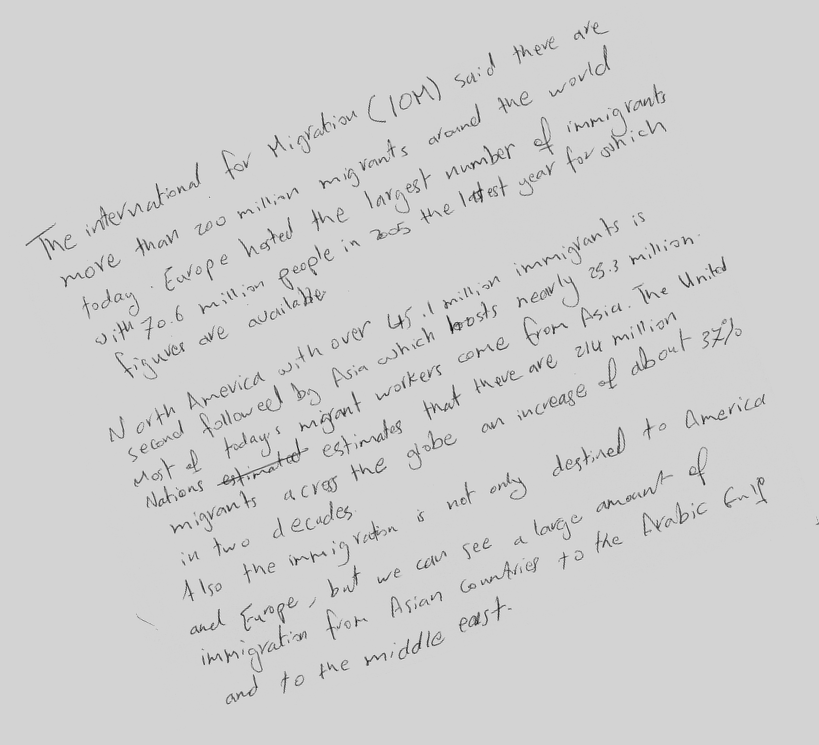 The international for Migration (IOM) said there are
more than 200 million migrants around the world
today. Europe hosted the largest number of immigrants
with 70.6 million people in 2005 the latest year for which
figures are available
North America with over 45.1 million immigrants is
second followed by Asia which hosts nearly 25.3 million.
Most of today's migrant workers come from Asia. The United
Nations estimated estimates that there are 214 million
migrants across the globe an increase of about 37%
in two decades.
Also the immigration is not only destined to America
and Europe, but we can see a large amount of
immigration from Asian countries to the Arabic Gulf
and to the middle east.